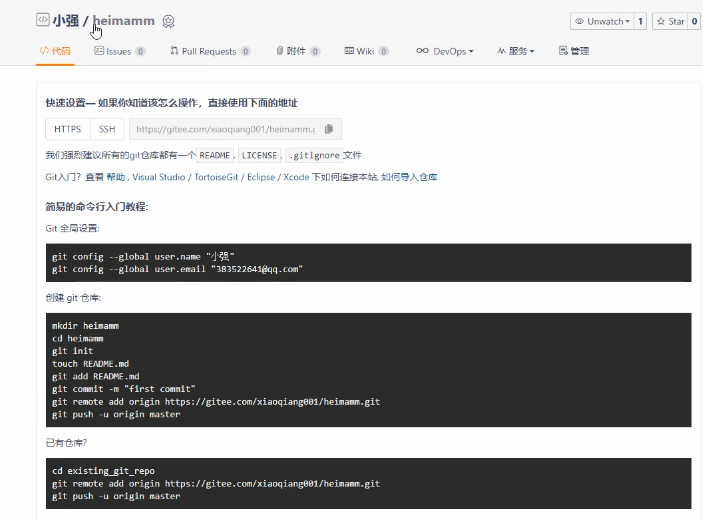 小强 / heimamm
Unwatch 1 Star 0
代码 Issues 0 Pull Requests 0 附件 0 Wiki 0 DevOps 服务 管理
快速设置— 如果你知道该怎么操作，直接使用下面的地址
HTTPS SSH https://gitee.com/xiaoqiang001/heimamm.g
我们强烈建议所有的git仓库都有一个 README , LICENSE , .gitignore 文件
Git入门？查看 帮助 , Visual Studio / TortoiseGit / Eclipse / Xcode 下如何连接本站, 如何导入仓库
简易的命令行入门教程:
Git 全局设置:
git config --global user.name "小强"
git config --global user.email "383522641@qq.com"
创建 git 仓库:
mkdir heimamm
cd heimamm
git init
touch README.md
git add README.md
git commit -m "first commit"
git remote add origin https://gitee.com/xiaoqiang001/heimamm.git
git push -u origin master
已有仓库?
cd existing_git_repo
git remote add origin https://gitee.com/xiaoqiang001/heimamm.git
git push -u origin master